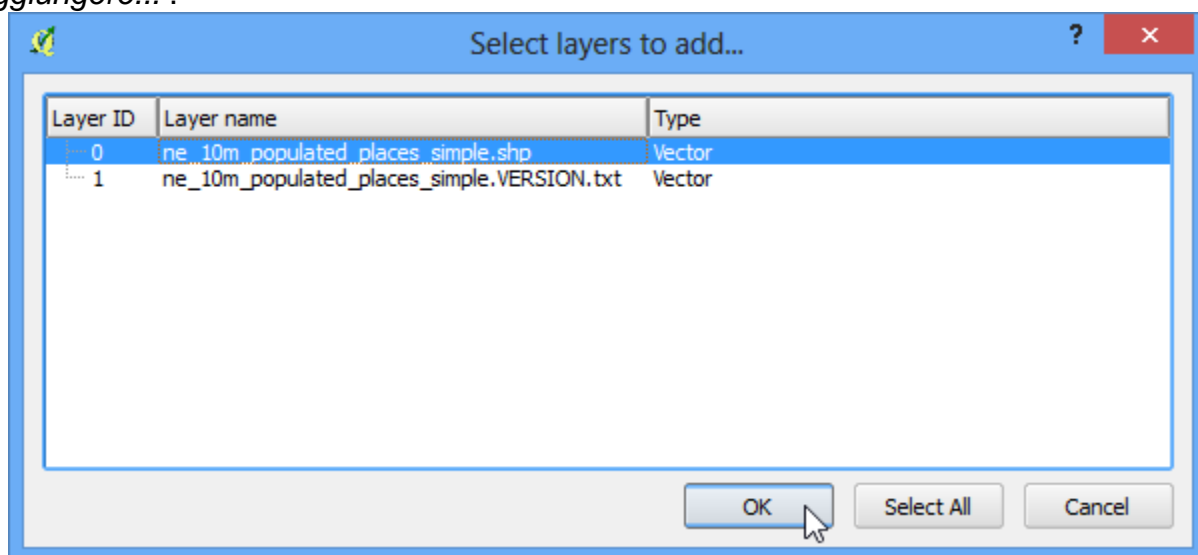 Select layers to add...
?
Layer ID Layer name Type
0 ne_10m_populated_places_simple.shp Vector
1 ne_10m_populated_places_simple.VERSION.txt Vector
OK Select All Cancel